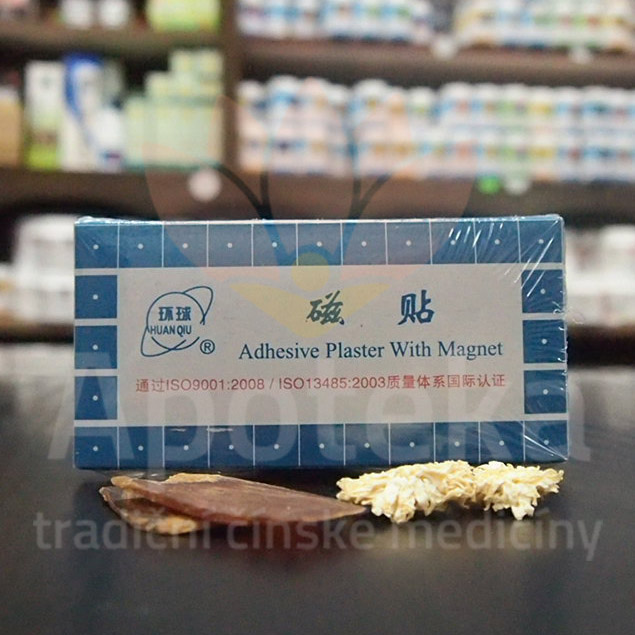 环球
HUAN QIU
®
磁 贴
Adhesive Plaster With Magnet
通过ISO9001:2008 / ISO13485:2003质量体系国际认证
Apotéka
tradiční čínské medicíny